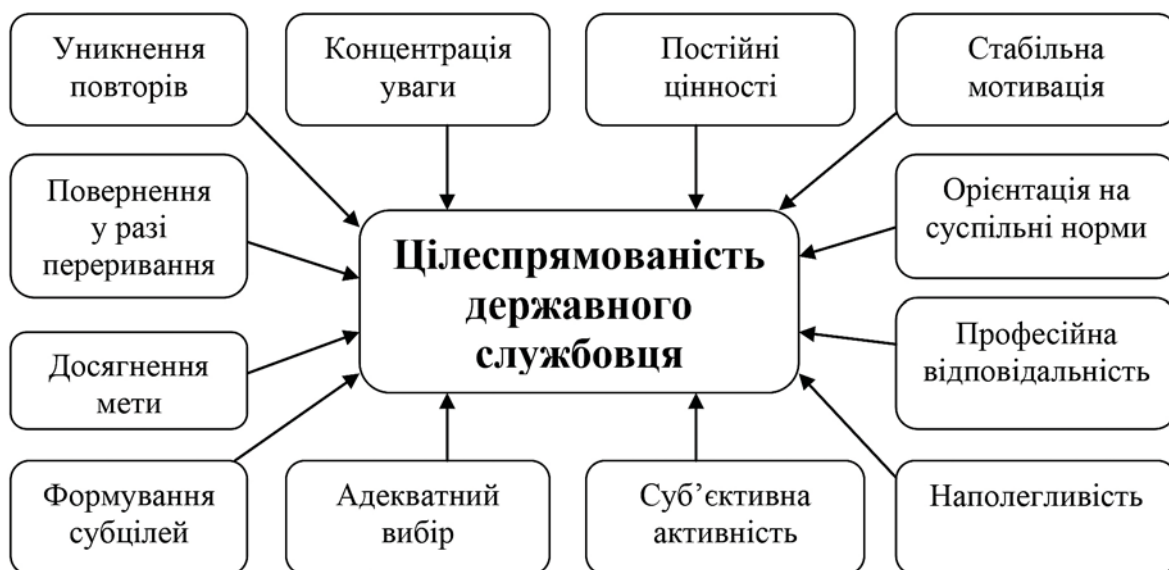 Уникнення
повторів
Концентрація
уваги
Постійні
цінності
Стабільна
мотивація
Повернення
у разі
переривання
Орієнтація на
суспільні норми
Цілеспрямованість
державного
службовця
Досягнення
мети
Професійна
відповідальність
Формування
субцілей
Адекватний
вибір
Суб’єктивна
активність
Наполегливість